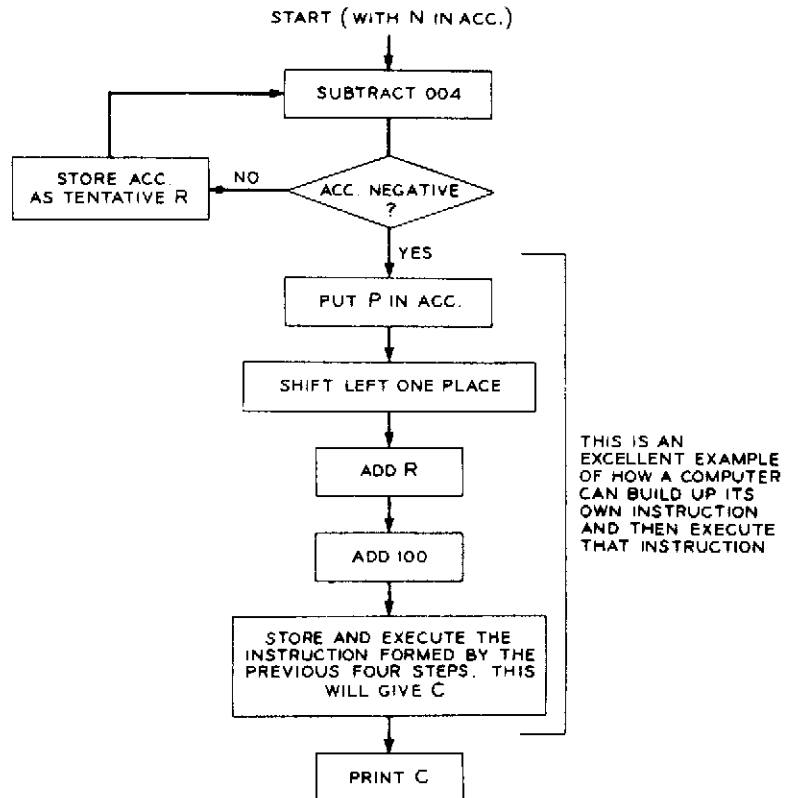 START (WITH N IN ACC.)
SUBTRACT 004
STORE ACC.
AS TENTATIVE R
NO
ACC. NEGATIVE
?
YES
PUT P IN ACC.
SHIFT LEFT ONE PLACE
ADD R
ADD 100
STORE AND EXECUTE THE
INSTRUCTION FORMED BY THE
PREVIOUS FOUR STEPS. THIS
WILL GIVE C
THIS IS AN
EXCELLENT EXAMPLE
OF HOW A COMPUTER
CAN BUILD UP ITS
OWN INSTRUCTION
AND THEN EXECUTE
THAT INSTRUCTION
PRINT C